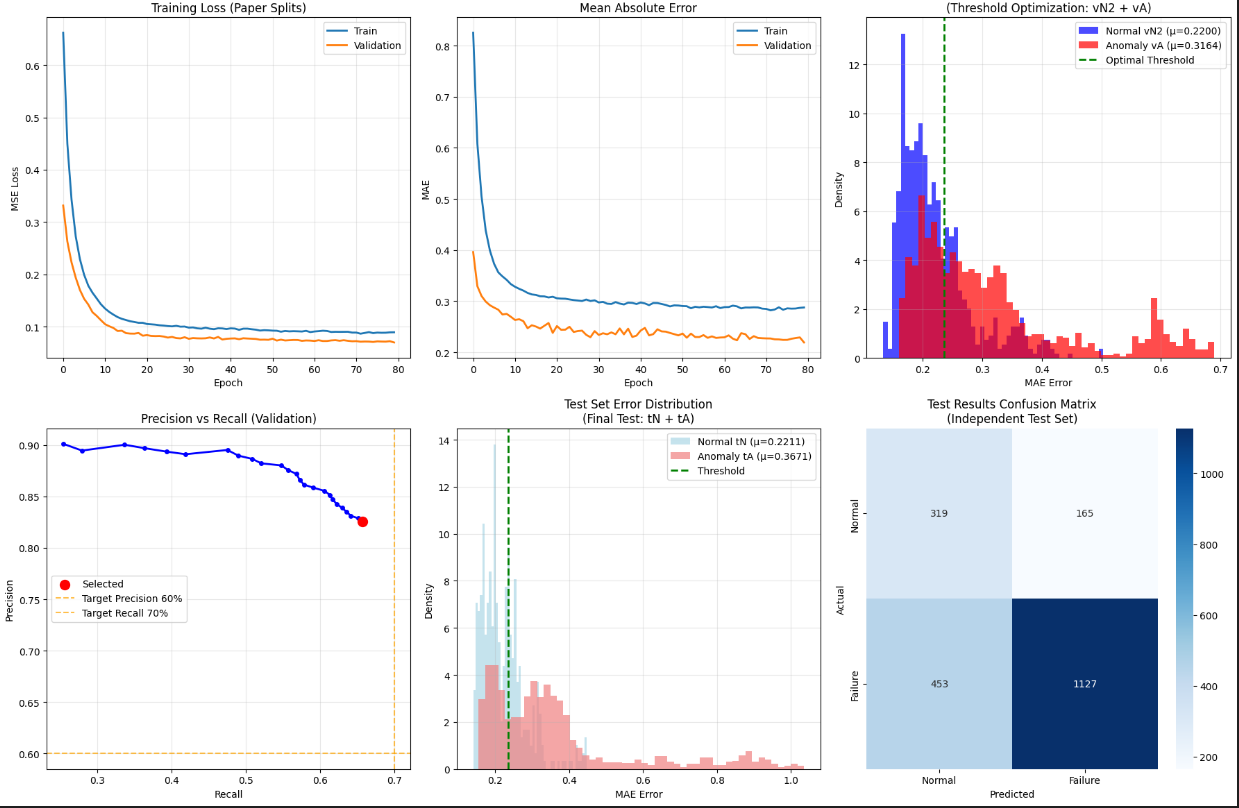 Training Loss (Paper Splits)
MSE Loss
0.6
0.5
0.4
0.3
0.2
0.1
Train
Validation
0 10 20 30 40 50 60 70 80
Epoch
Mean Absolute Error
MAE
0.8
0.7
0.6
0.5
0.4
0.3
0.2
Train
Validation
0 10 20 30 40 50 60 70 80
Epoch
(Threshold Optimization: vN2 + vA)
Density
12
10
8
6
4
2
0
Normal vN2 (μ=0.2200)
Anomaly vA (μ=0.3164)
Optimal Threshold
0.2 0.3 0.4 0.5 0.6 0.7
MAE Error
Precision vs Recall (Validation)
Precision
0.90
0.85
0.80
0.75
0.70
0.65
0.60
Selected
Target Precision 60%
Target Recall 70%
0.3 0.4 0.5 0.6 0.7
Recall
Test Set Error Distribution
(Final Test: tN + tA)
Density
14
12
10
8
6
4
2
0
Normal tN (μ=0.2211)
Anomaly tA (μ=0.3671)
Threshold
0.2 0.4 0.6 0.8 1.0
MAE Error
Test Results Confusion Matrix
(Independent Test Set)
Actual
Normal
Failure
319 165
453 1127
Normal Failure
Predicted
1000
800
600
400
200